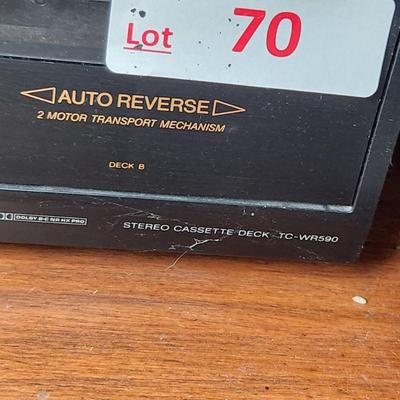 Lot 70
AUTO REVERSE
2 MOTOR TRANSPORT MECHANISM
DECK B
DOLBY B-C NR HX PRO
STEREO CASSETTE DECK TC-WR590